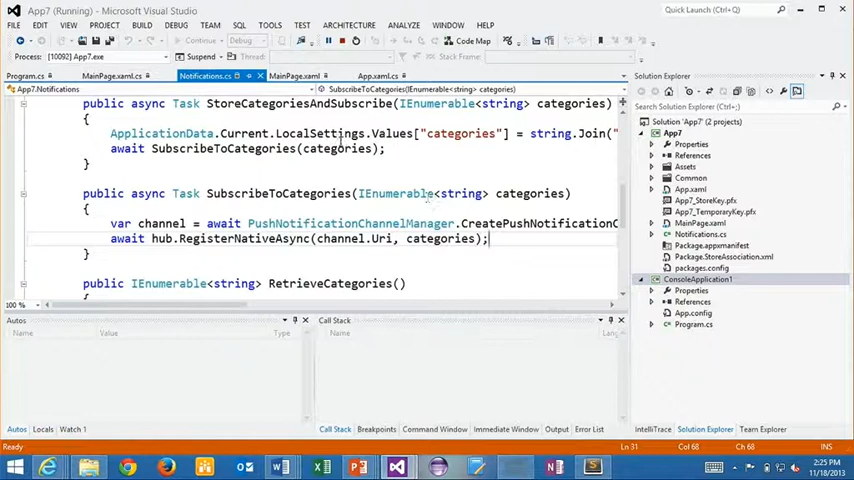 App7 (Running) - Microsoft Visual Studio
Quick Launch (Ctrl+Q)
FILE EDIT VIEW PROJECT BUILD DEBUG TEAM SQL TOOLS TEST ARCHITECTURE ANALYZE WINDOW HELP
Continue Debug Code Map
Process: [10092] App7.exe Suspend Thread: Stack Frame:
Program.cs MainPage.xaml.cs Notifications.cs MainPage.xaml App.xaml.cs
App7.Notifications SubscribeToCategories(IEnumerable<string> categories)
public async Task StoreCategoriesAndSubscribe(IEnumerable<string> categories)
{
ApplicationData.Current.LocalSettings.Values["categories"] = string.Join("
await SubscribeToCategories(categories);
}
public async Task SubscribeToCategories(IEnumerable<string> categories)
{
var channel = await PushNotificationChannelManager.CreatePushNotificationC
await hub.RegisterNativeAsync(channel.Uri, categories);
}
public IEnumerable<string> RetrieveCategories()
{
100 %
Autos
Name Value
Autos Locals Watch 1
Call Stack
Name Lang
Call Stack Breakpoints Command Window Immediate Window Output Error List
Solution Explorer
Search Solution Explorer (Ctrl+;)
Solution 'App7' (2 projects)
App7
Properties
References
Assets
Common
App.xaml
App7_StoreKey.pfx
App7_TemporaryKey.pfx
MainPage.xaml
Notifications.cs
Package.appxmanifest
Package.StoreAssociation.xml
packages.config
ConsoleApplication1
Properties
References
App.config
Program.cs
IntelliTrace Solution Explorer Team Explorer
Ln 31 Col 68 Ch 68 INS
2:25 PM
11/18/2013